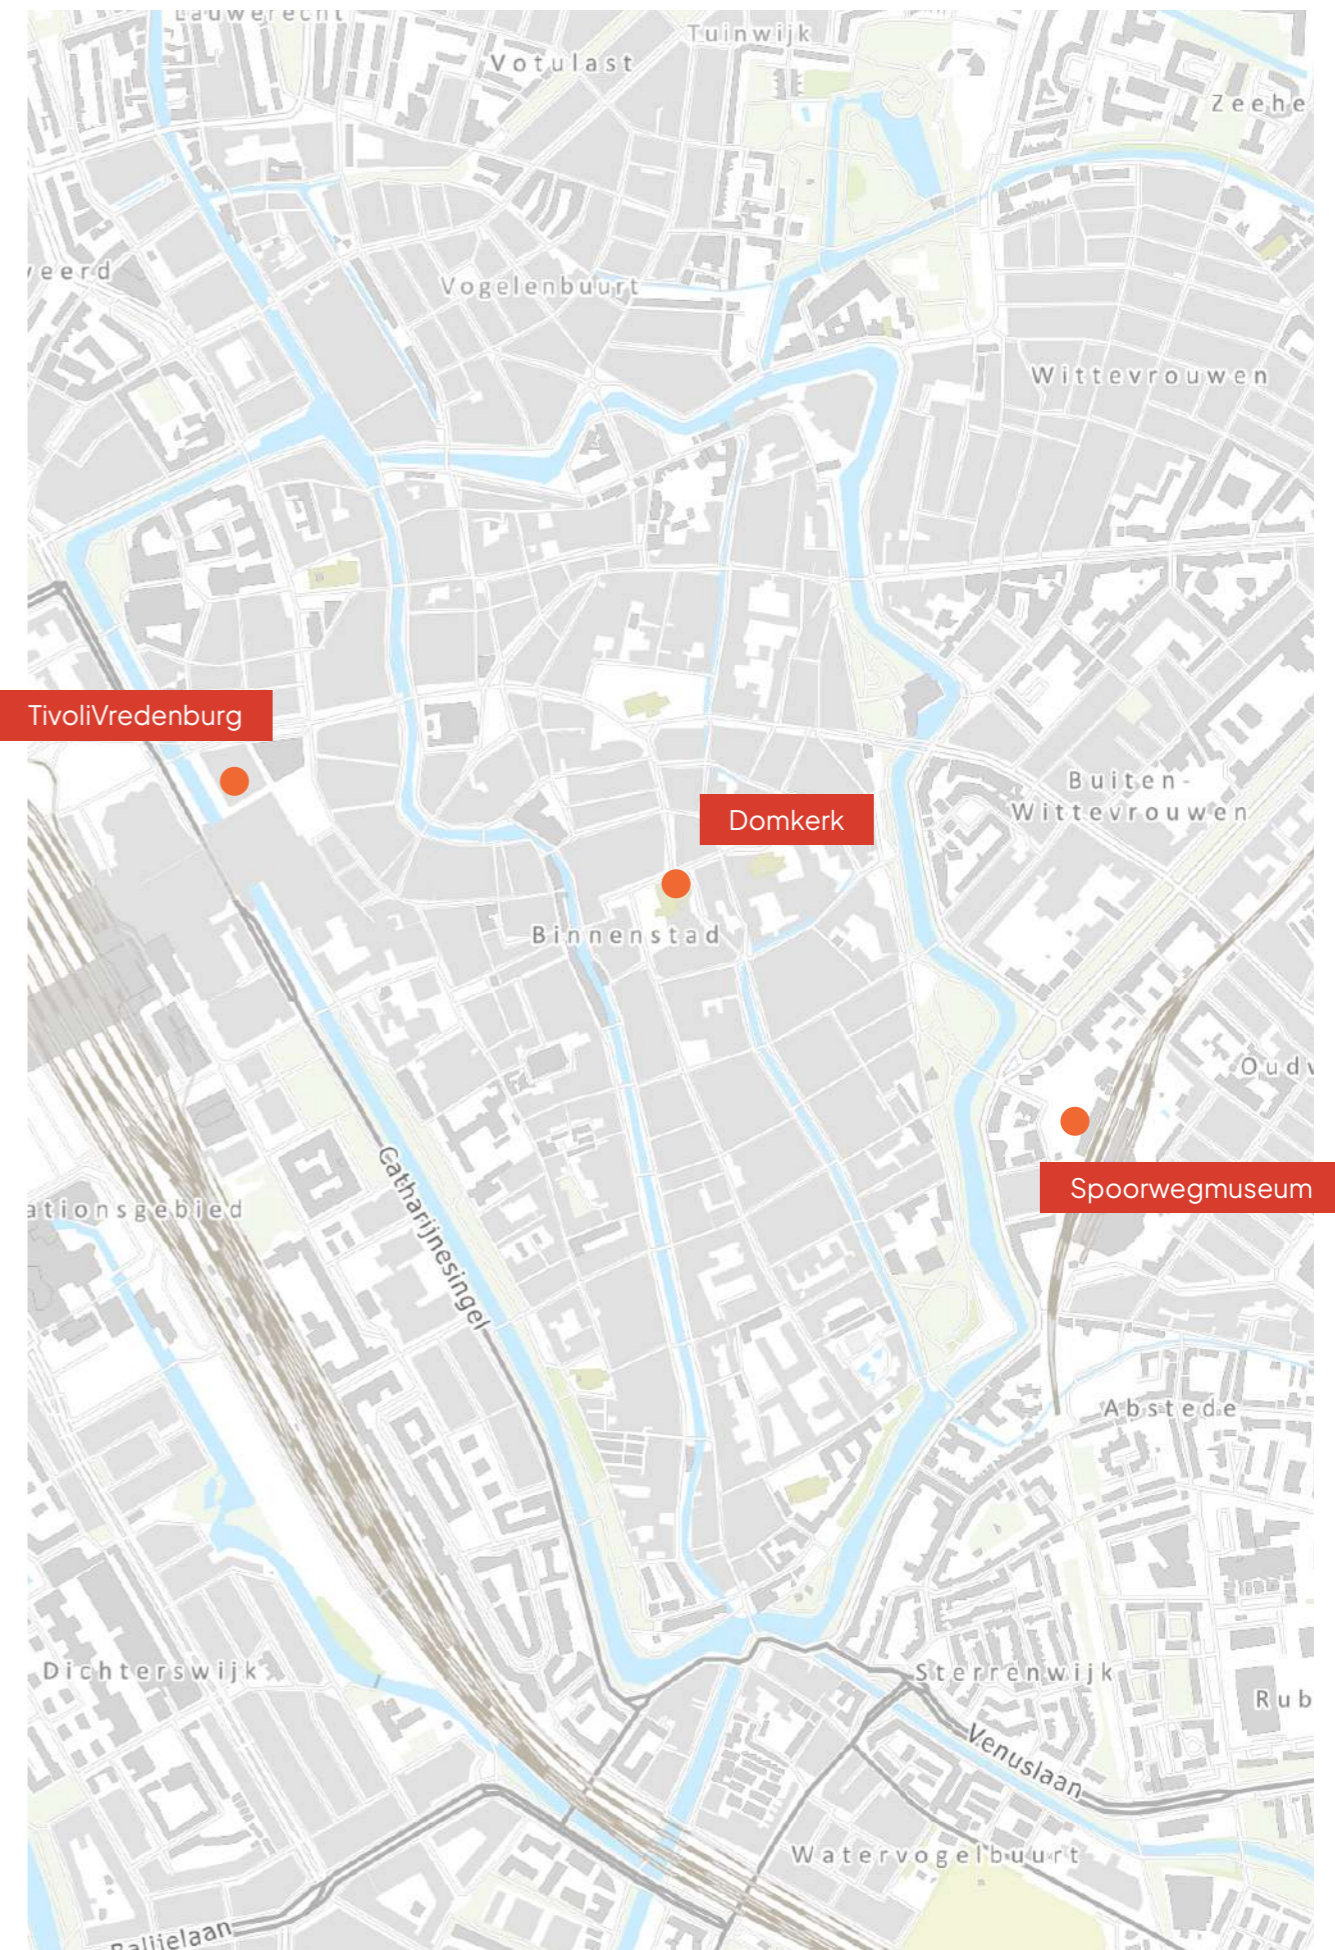 Lauwerecht
Tuinwijk
Votulast
Zeehe
veerd
Vogelenbuurt
Wittevrouwen
TivoliVredenburg
Buiten-
Wittevrouwen
Domkerk
Binnenstad
Oudw
Catharijnesingel
Spoorwegmuseum
ationsgebied
Abstede
Dichterswijk
Sterrenwijk
Rub
Venuslaan
Watervogelbuurt
Balijelaan